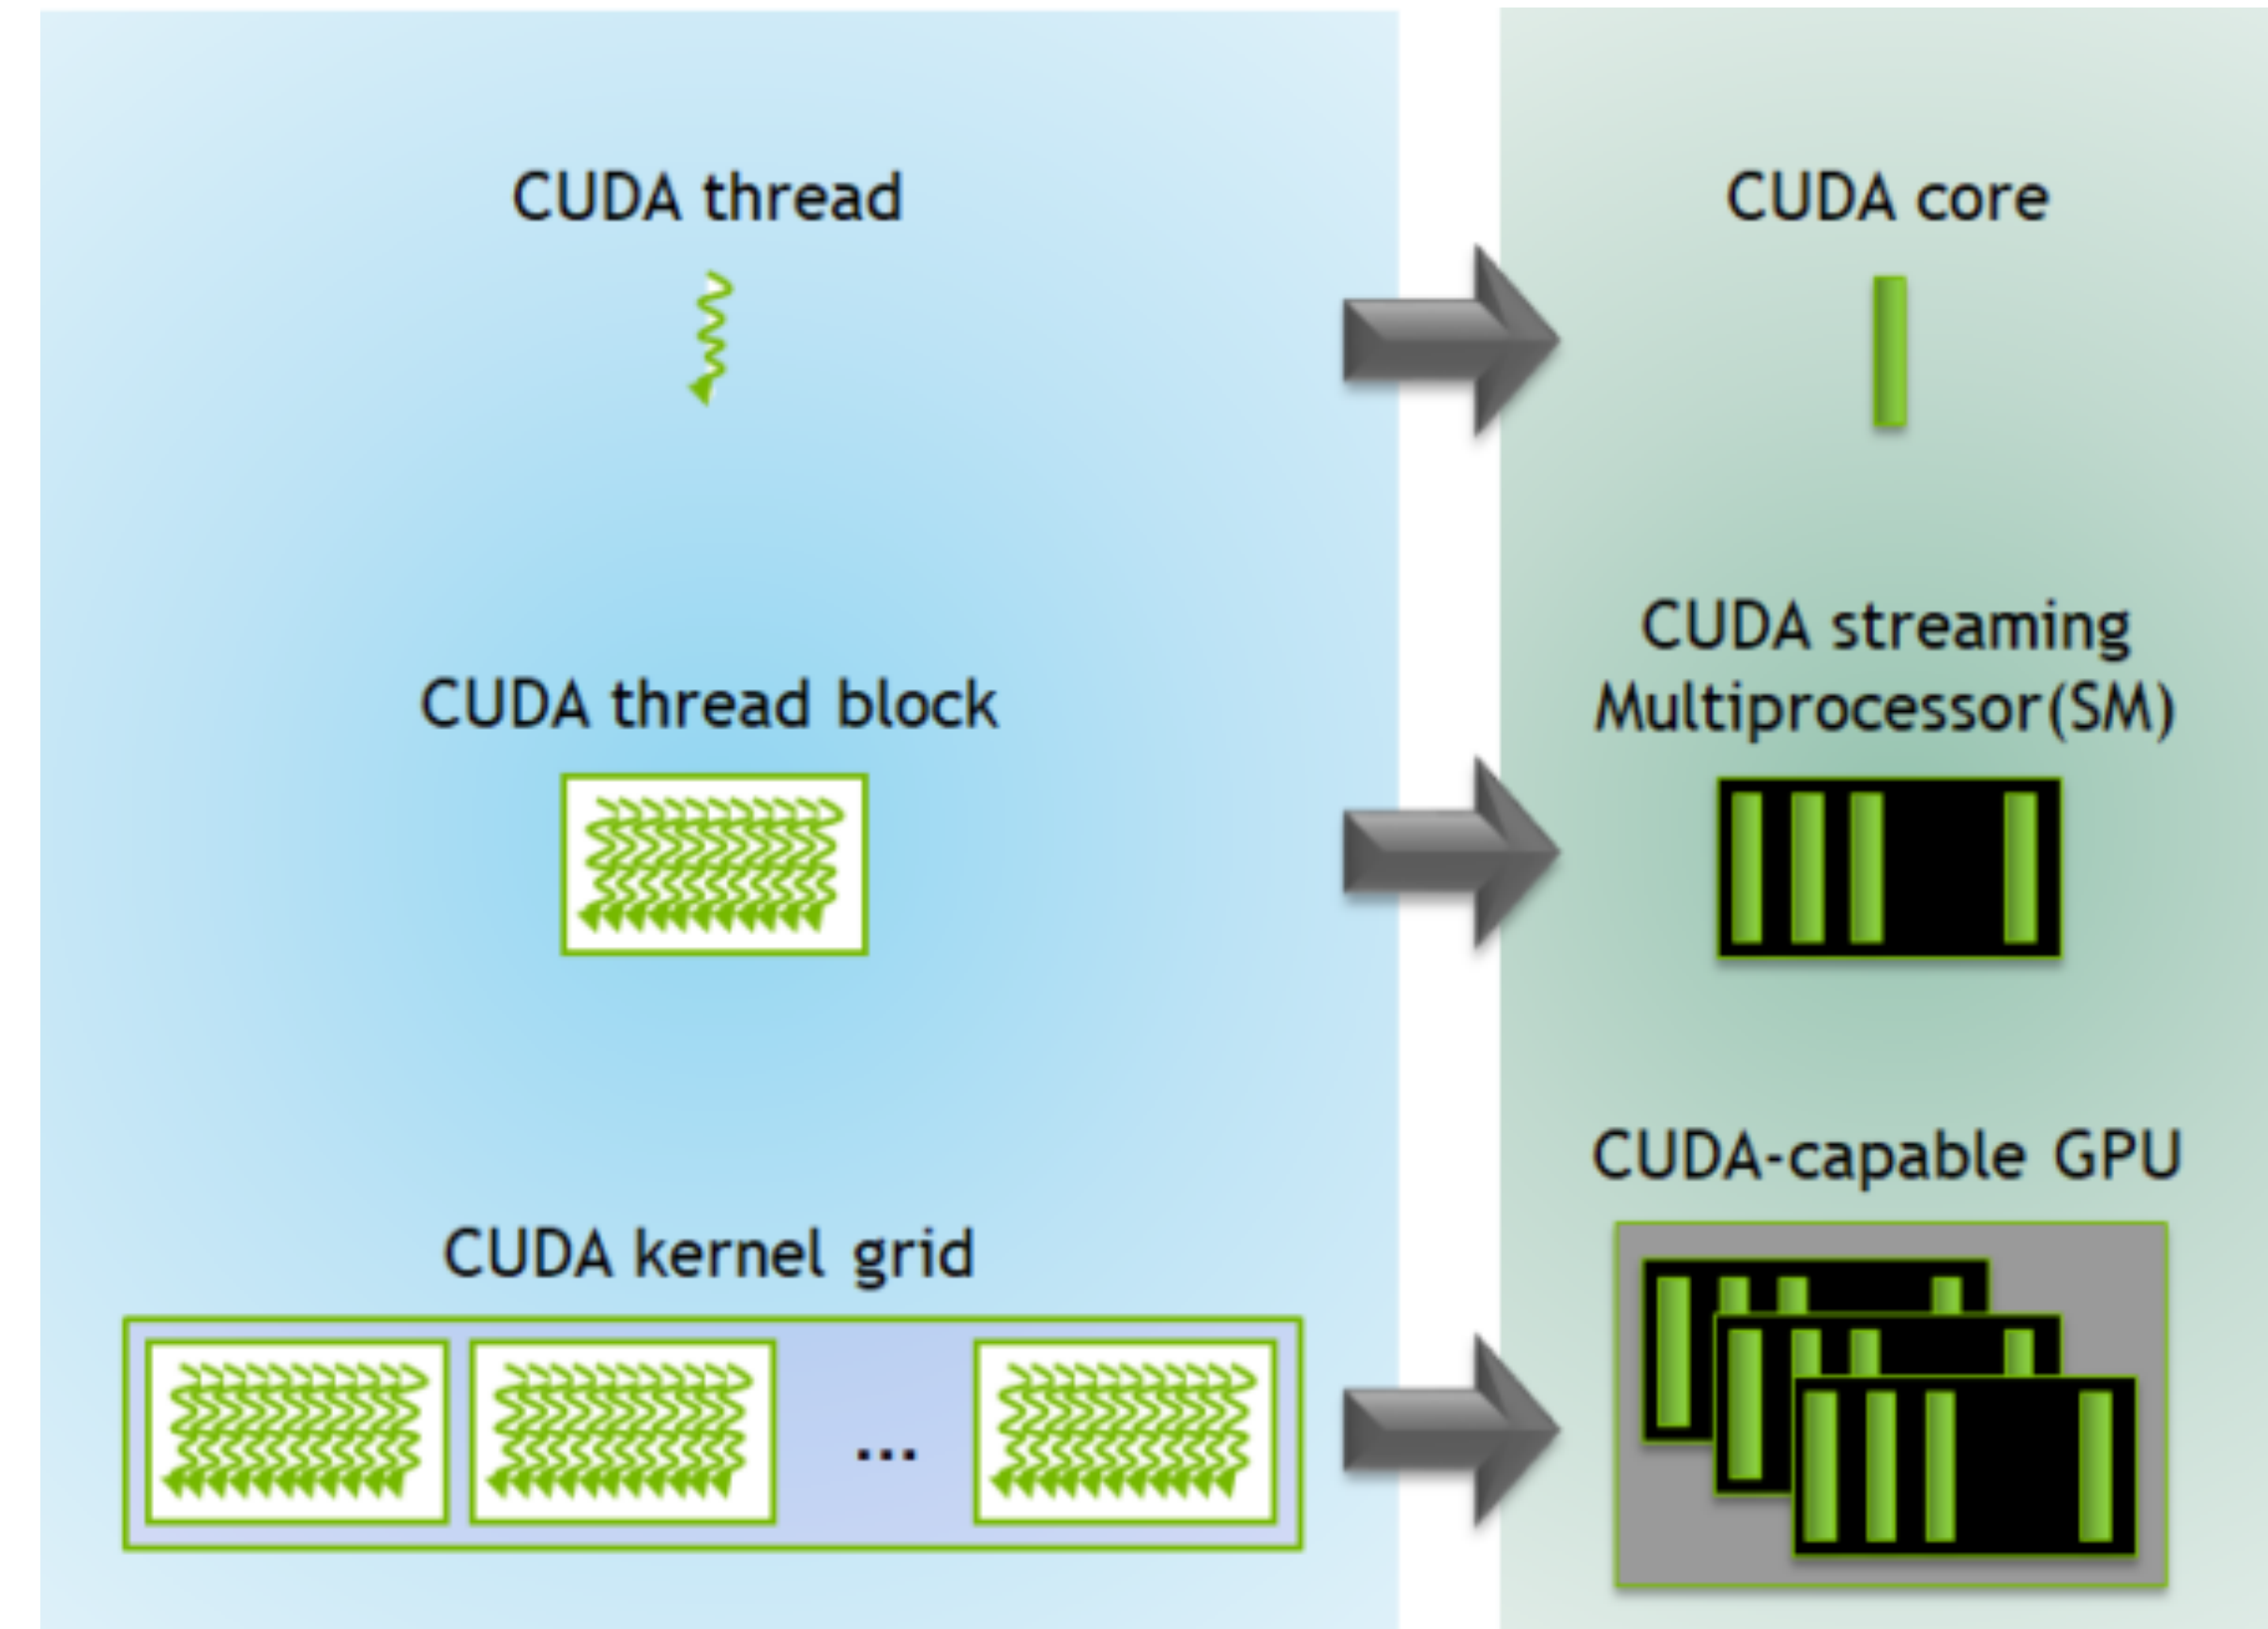 CUDA thread
CUDA core
CUDA thread block
CUDA streaming
Multiprocessor(SM)
CUDA kernel grid
...
CUDA-capable GPU